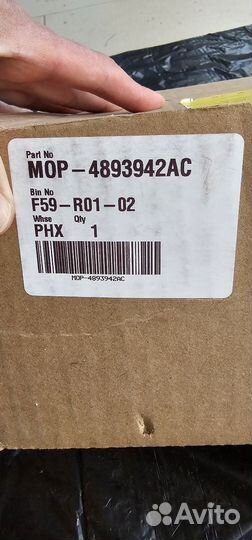 Part No
MOP-4893942AC
Bin No
F59-R01-02
Whse Qty
PHX 1
MOP-4893942AC
Avito